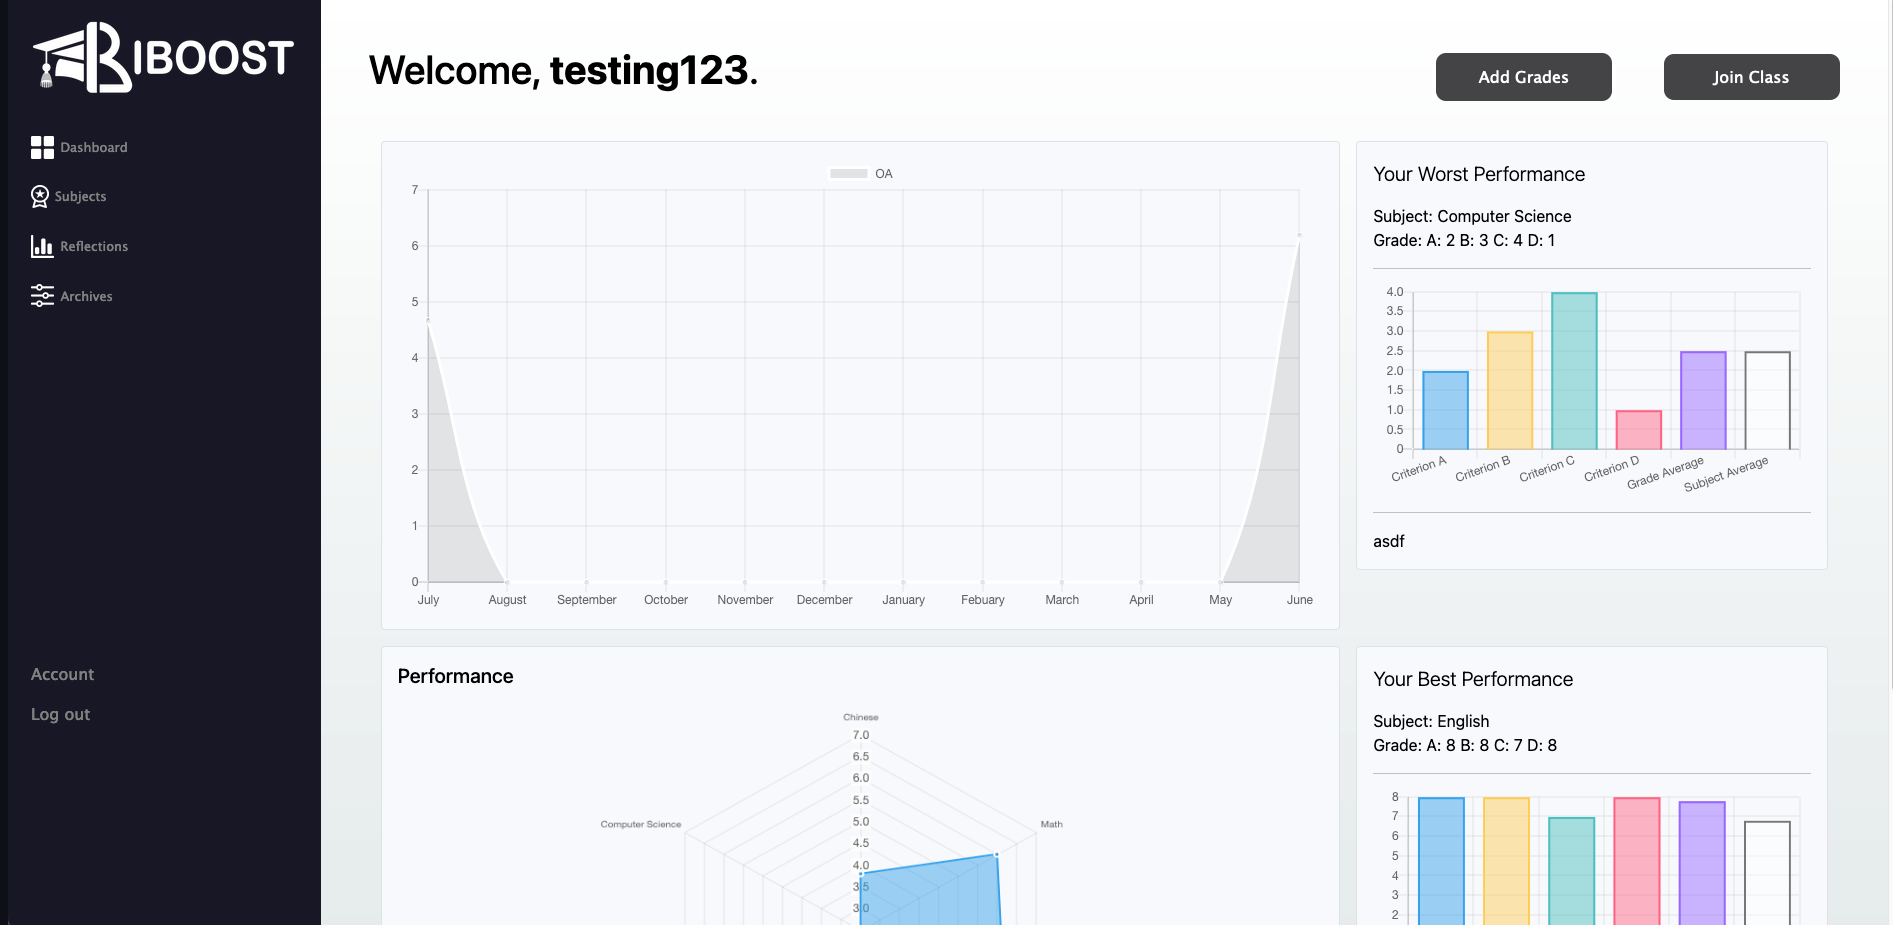 BIBOOST
Dashboard
Subjects
Reflections
Archives
Account
Log out
Welcome, testing123.
Add Grades
Join Class
OA
7
6
5
4
3
2
1
0
July August September October November December January Febuary March April May June
Your Worst Performance
Subject: Computer Science
Grade: A: 2 B: 3 C: 4 D: 1
4.0
3.5
3.0
2.5
2.0
1.5
1.0
0.5
0
Criterion A Criterion B Criterion C Criterion D Grade Average Subject Average
asdf
Performance
Chinese
7.0
6.5
6.0
5.5
5.0
Computer Science Math
4.5
4.0
3.5
3.0
Your Best Performance
Subject: English
Grade: A: 8 B: 8 C: 7 D: 8
8
7
6
5
4
3
2